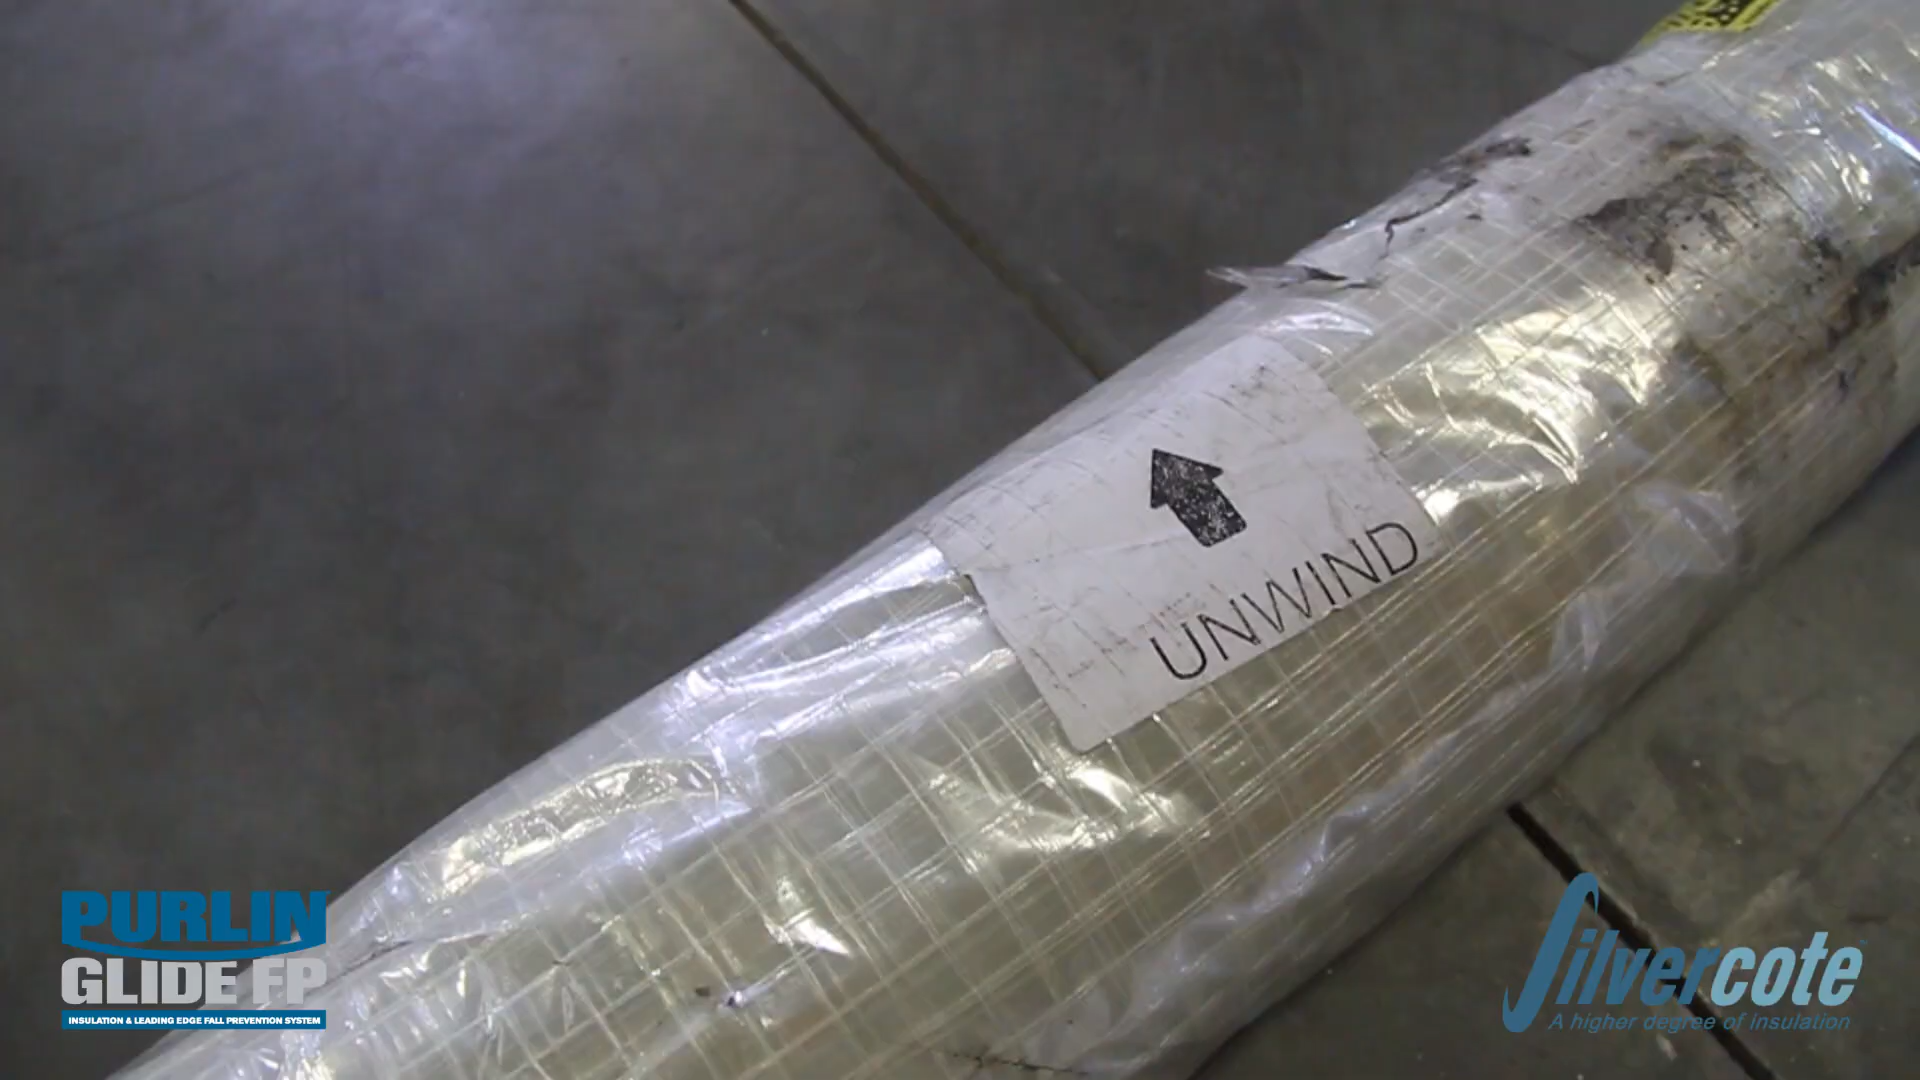 UNWIND
PURLIN
GLIDE FP
INSULATION & LEADING EDGE FALL PREVENTION SYSTEM
Silvercote
A higher degree of insulation